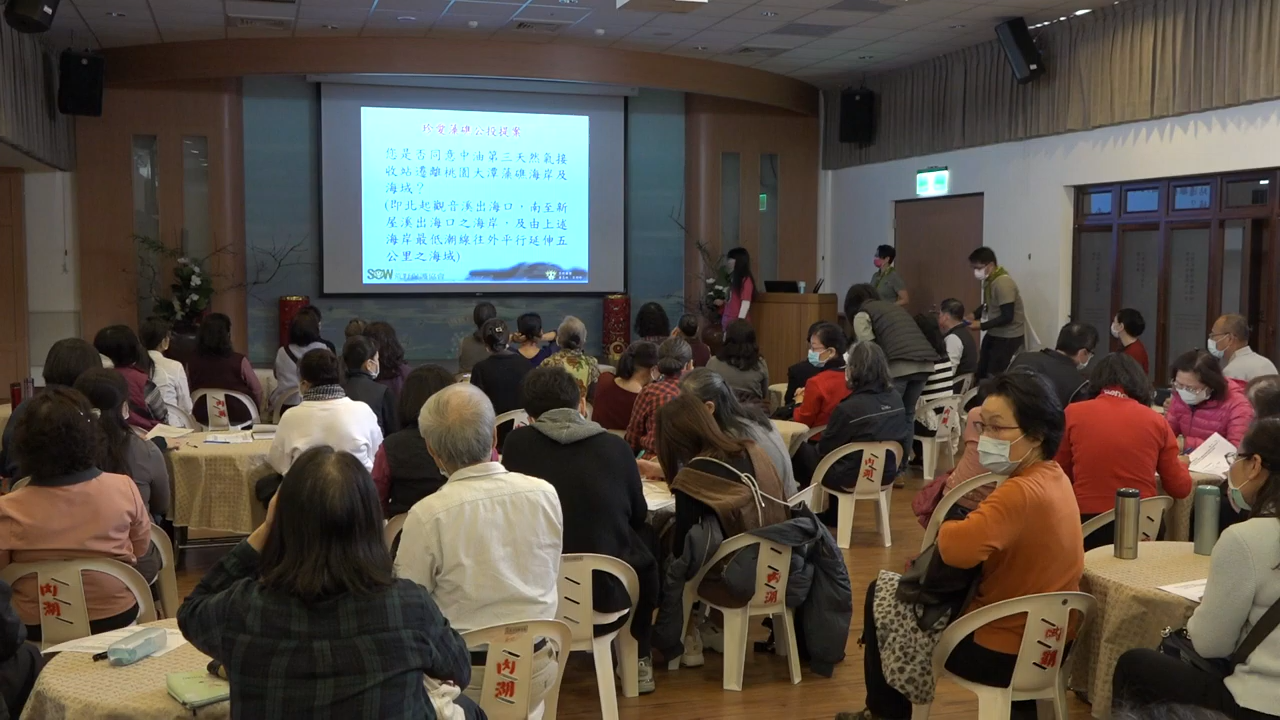 珍愛藻礁公投提案
您是否同意中油第三天然氣接
收站遷離桃園大潭藻礁海岸及
海域？
(即北起觀音溪出海口，南至新
屋溪出海口之海岸，及由上述
海岸最低潮線往外平行延伸五
公里之海域)
SOW
內湖
內湖
內湖
內湖
內湖
內湖